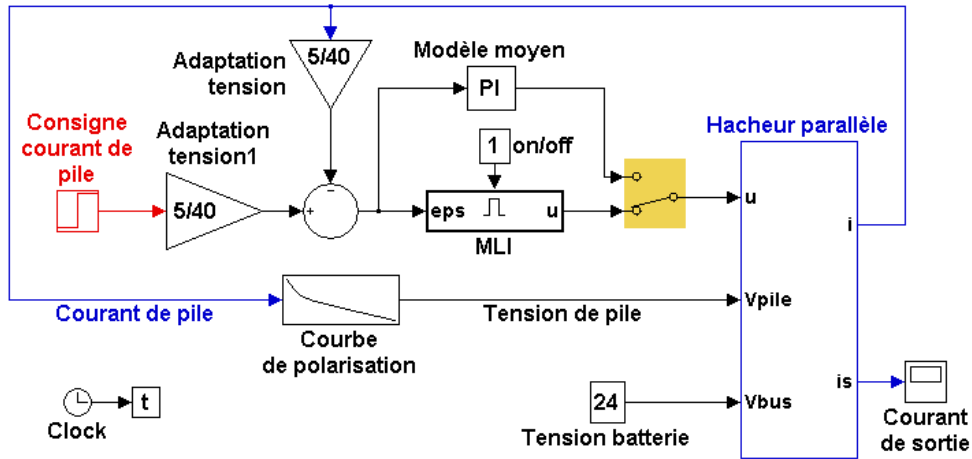 5/40
Adaptation
tension
Modèle moyen
PI
Consigne
courant de
pile
Adaptation
tension1
5/40
1
on/off
eps
u
MLI
Hacheur parallèle
u
i
Vpile
is
Vbus
Courant de pile
Courbe
de polarisation
Tension de pile
Clock
t
24
Tension batterie
Courant
de sortie